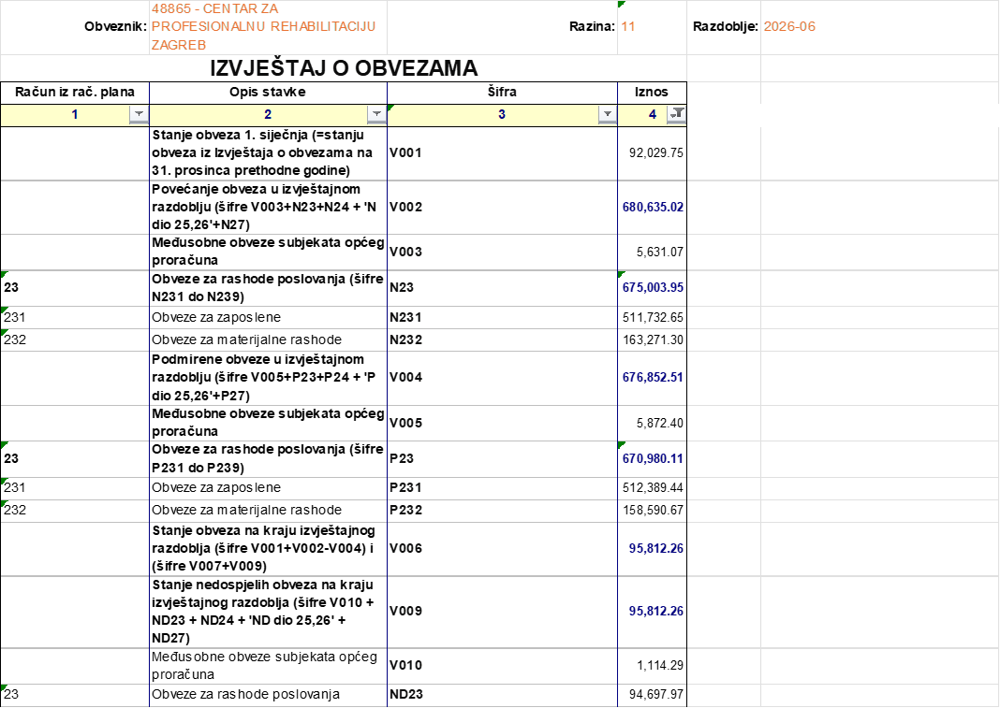 Obveznik: 48865 - CENTAR ZA
PROFESIONALNU REHABILITACIJU
ZAGREB
Razina: 11 Razdoblje: 2026-06
IZVJEŠTAJ O OBVEZAMA
Račun iz rač. plana Opis stavke Šifra Iznos
1 2 3 4
Stanje obveza 1. siječnja (=stanju
obveza iz Izvještaja o obvezama na
31. prosinca prethodne godine)
V001 92,029.75
Povećanje obveza u izvještajnom
razdoblju (šifre V003+N23+N24 + 'N
dio 25,26'+N27)
V002 680,635.02
Međusobne obveze subjekata općeg
proračuna
V003 5,631.07
23 Obveze za rashode poslovanja (šifre
N231 do N239)
N23 675,003.95
231 Obveze za zaposlene N231 511,732.65
232 Obveze za materijalne rashode N232 163,271.30
Podmirene obveze u izvještajnom
razdoblju (šifre V005+P23+P24 + 'P
dio 25,26'+P27)
V004 676,852.51
Međusobne obveze subjekata općeg
proračuna
V005 5,872.40
23 Obveze za rashode poslovanja (šifre
P231 do P239)
P23 670,980.11
231 Obveze za zaposlene P231 512,389.44
232 Obveze za materijalne rashode P232 158,590.67
Stanje obveza na kraju izvještajnog
razdoblja (šifre V001+V002-V004) i
(šifre V007+V009)
V006 95,812.26
Stanje nedospjelih obveza na kraju
izvještajnog razdoblja (šifre V010 +
ND23 + ND24 + 'ND dio 25,26' +
ND27)
V009 95,812.26
Međusobne obveze subjekata općeg
proračuna
V010 1,114.29
23 Obveze za rashode poslovanja ND23 94,697.97